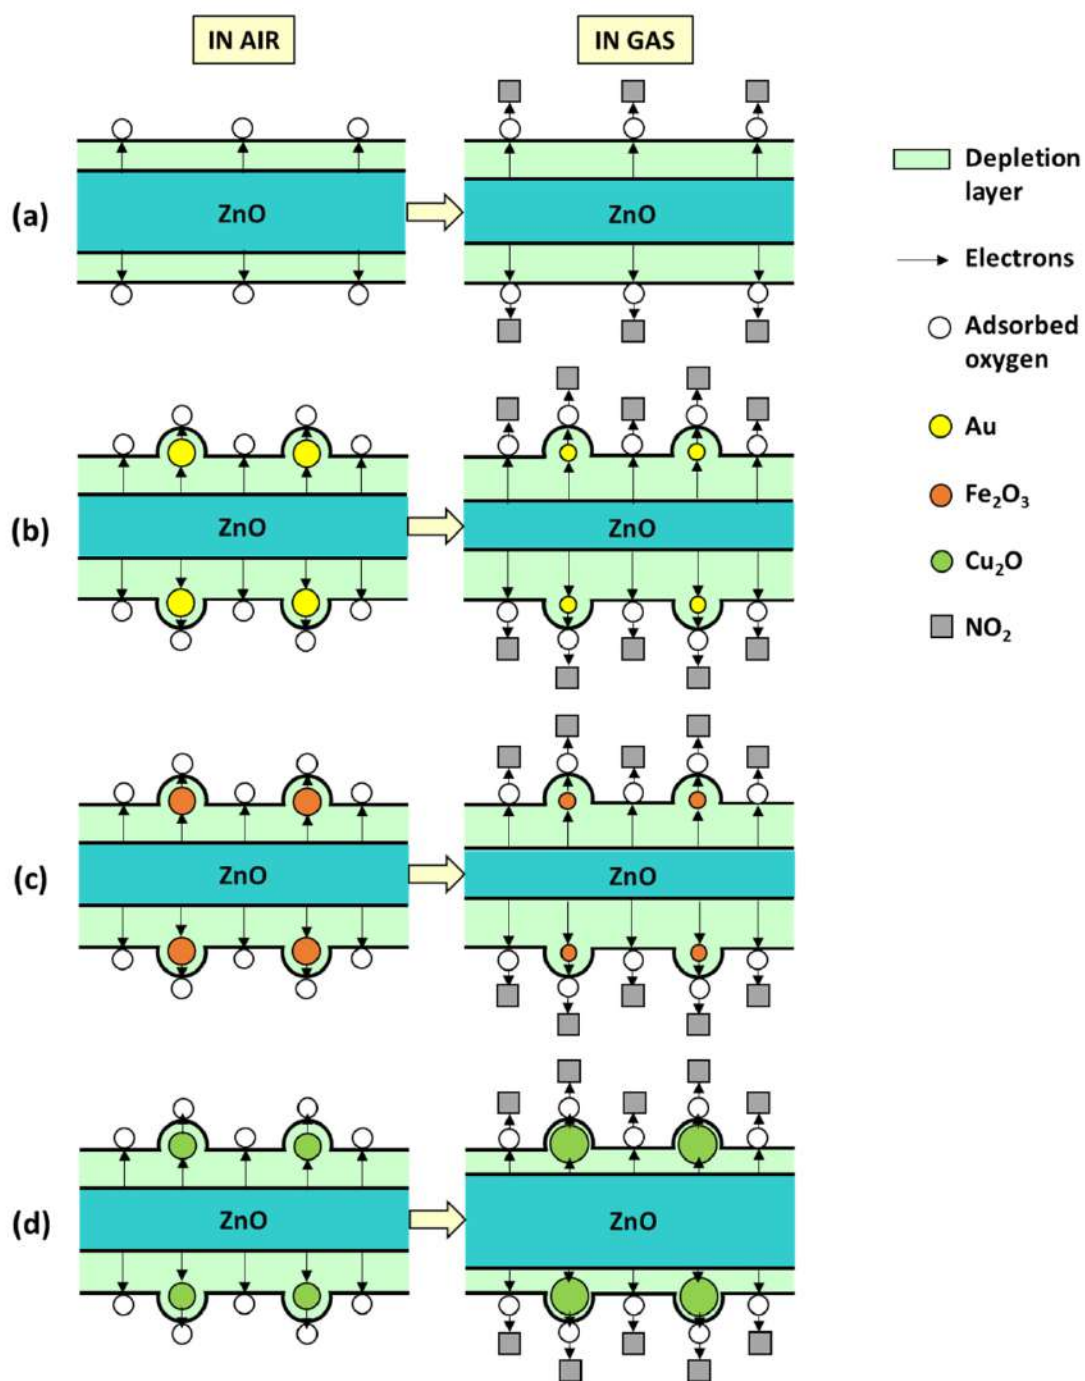 IN AIR
IN GAS
(a)
ZnO
ZnO
Depletion
layer
Electrons
Adsorbed
oxygen
Au
Fe₂O₃
Cu₂O
NO₂
(b)
ZnO
ZnO
(c)
ZnO
ZnO
(d)
ZnO
ZnO